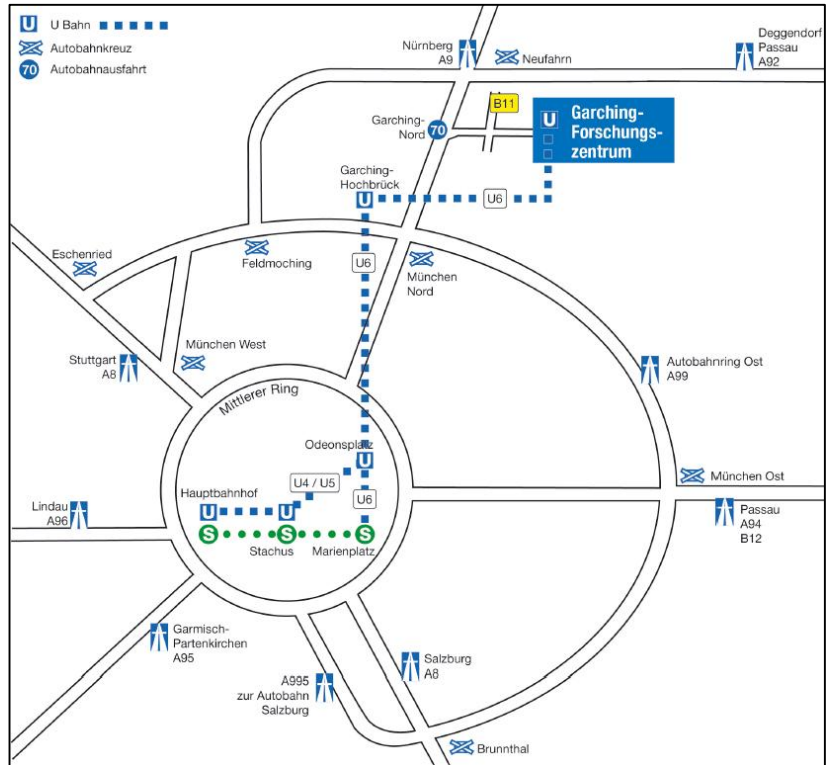 U
U Bahn
Autobahnkreuz
70
Autobahnausfahrt
Nürnberg
A9
Neufahrn
Deggendorf
Passau
A92
B11
Garching-
Nord
70
U
Garching-
Forschungs-
zentrum
Garching-
Hochbrück
U
U6
Eschenried
Feldmoching
U6
München
Nord
Stuttgart
A8
München West
Autobahnring Ost
A99
Mittlerer Ring
Odeonsplatz
U
U4 / U5
Hauptbahnhof
U
U
U6
München Ost
Lindau
A96
Passau
A94
B12
S
S
S
Stachus
Marienplatz
Garmisch-
Partenkirchen
A95
Salzburg
A8
A995
zur Autobahn
Salzburg
Brunnthal